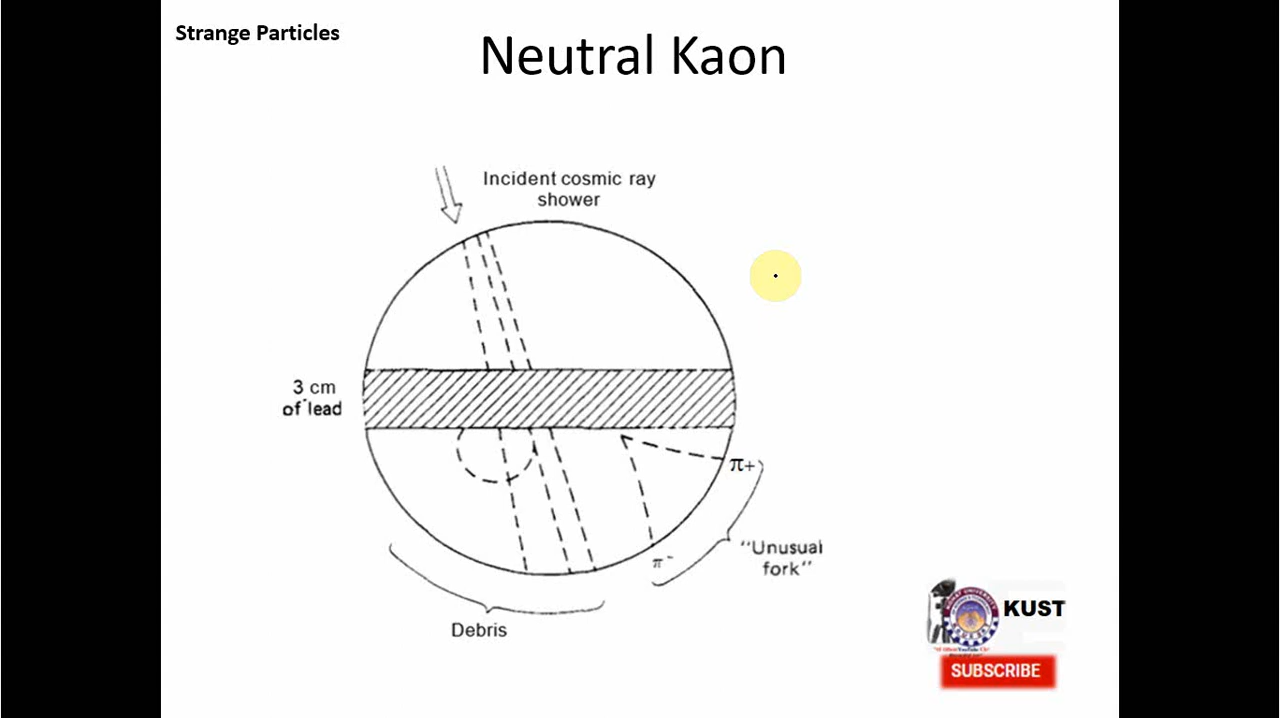 Strange Particles
Neutral Kaon
Incident cosmic ray
shower
3 cm
of lead
π+
π-
"Unusual
fork"
Debris
KUST
SUBSCRIBE